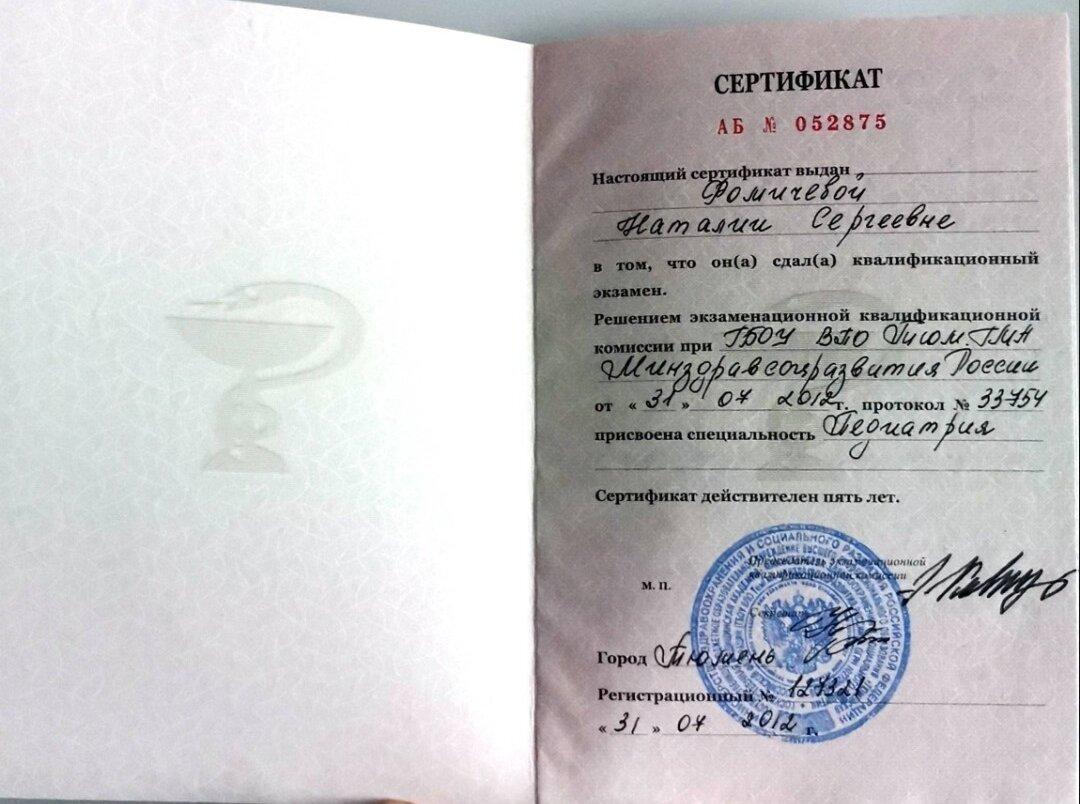 СЕРТИФИКАТ
АБ № 052875
Настоящий сертификат выдан
Фомичевой
Наталии Сергеевне
в том, что он(а) сдал(а) квалификационный
экзамен.
Решением экзаменационной квалификационной
комиссии при ГБОУ ВПО ТюмГМА
Минздравсоцразвития России
от «31» 07 2012 г. протокол № 33754
присвоена специальность Педиатрия
Сертификат действителен пять лет.
Председатель экзаменационной
квалификационной комиссии
М. П.
Секретарь
Город Тюмень
Регистрационный № 127321
«31» 07 2012 г.